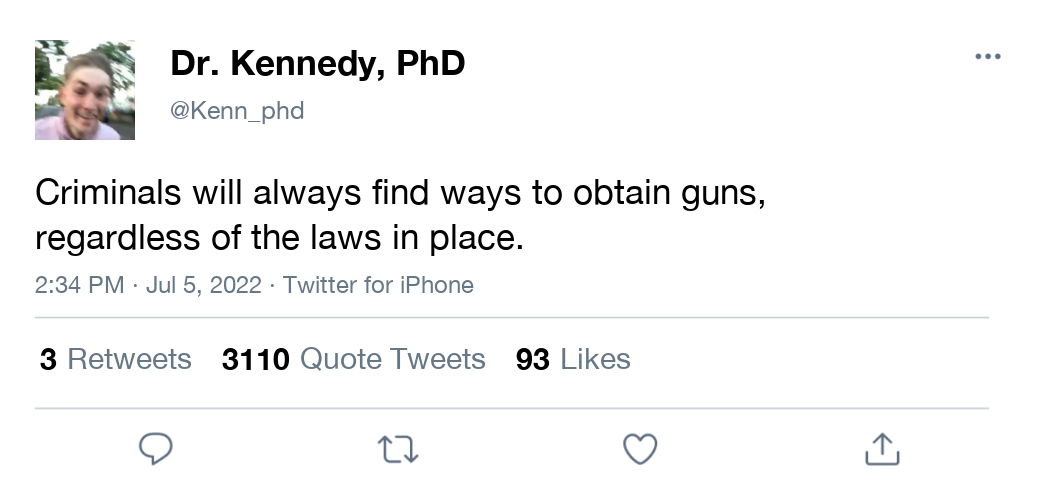 Dr. Kennedy, PhD
@Kenn_phd
Criminals will always find ways to obtain guns,
regardless of the laws in place.
2:34 PM · Jul 5, 2022 · Twitter for iPhone
3 Retweets 3110 Quote Tweets 93 Likes